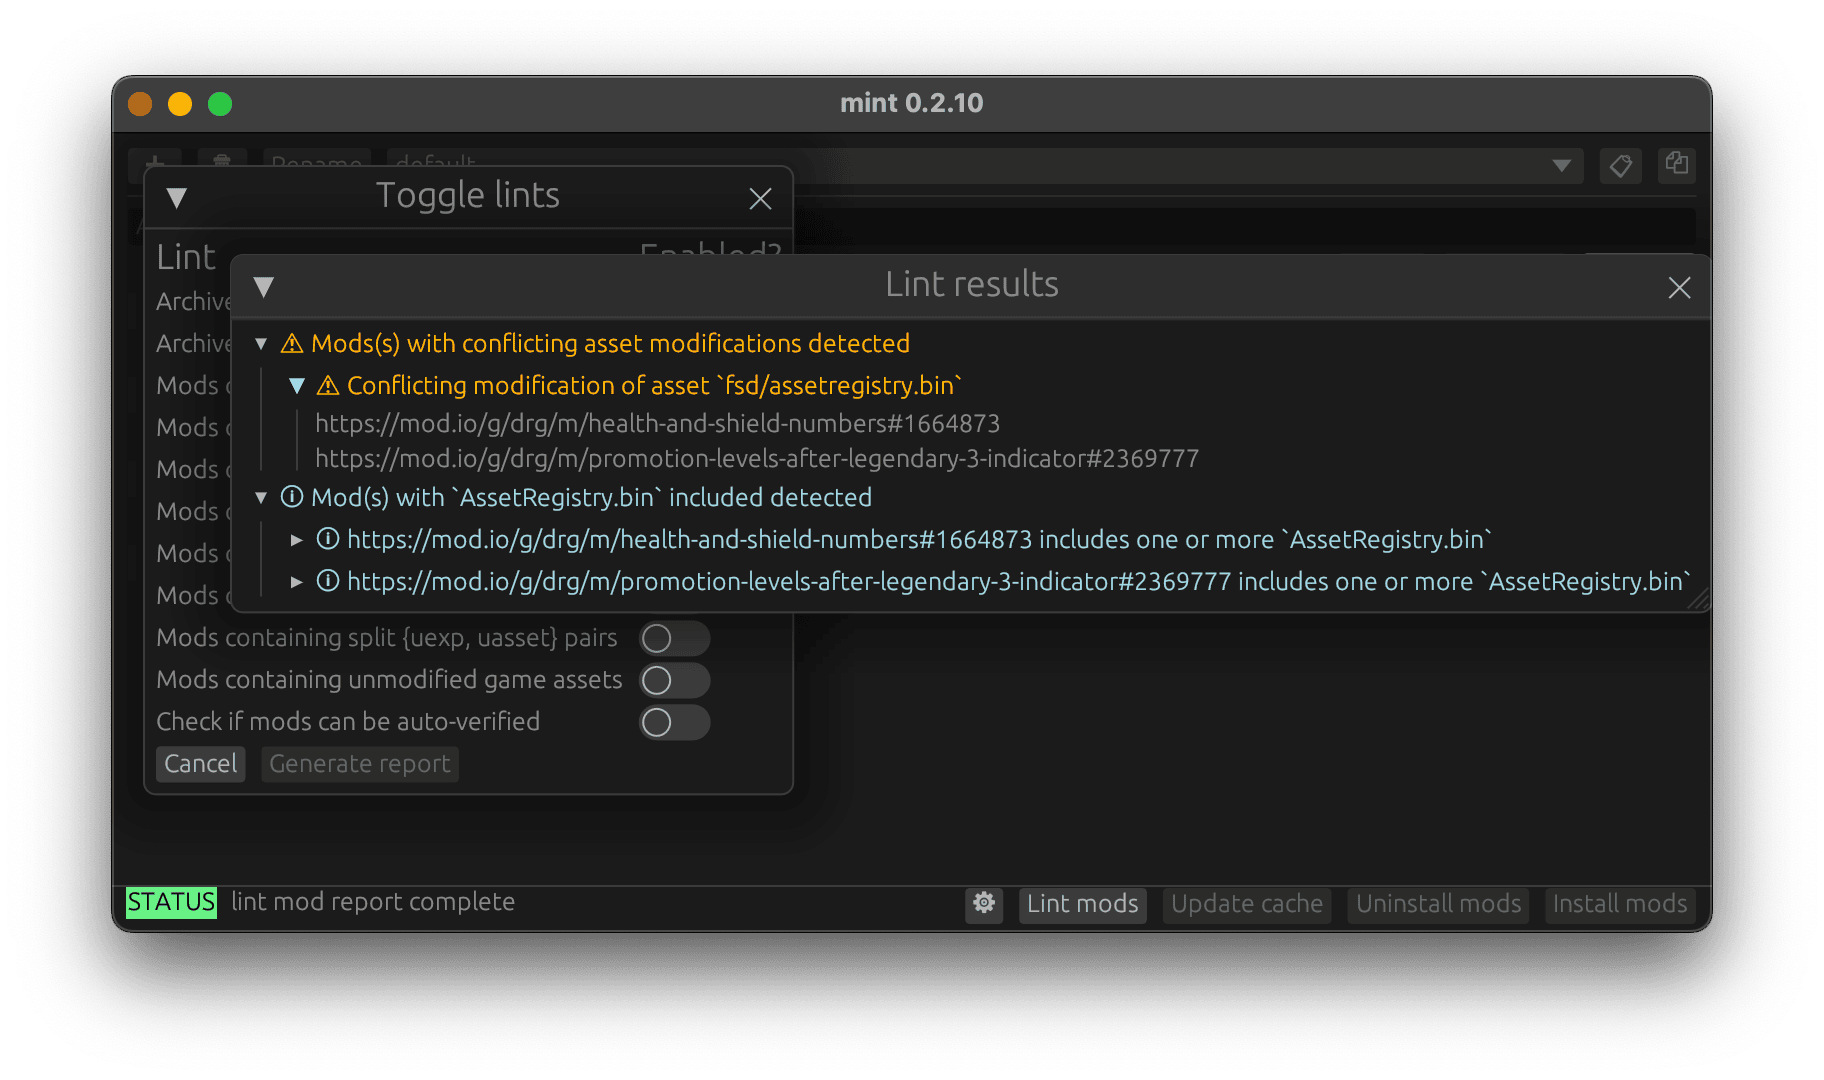 mint 0.2.10
Rename default
Toggle lints
Lint Enabled?
Lint results
Archive
Archive
Mods
Mods
Mods
Mods
Mods
Mods
Mods(s) with conflicting asset modifications detected
Conflicting modification of asset `fsd/assetregistry.bin`
https://mod.io/g/drg/m/health-and-shield-numbers#1664873
https://mod.io/g/drg/m/promotion-levels-after-legendary-3-indicator#2369777
Mod(s) with `AssetRegistry.bin` included detected
https://mod.io/g/drg/m/health-and-shield-numbers#1664873 includes one or more `AssetRegistry.bin`
https://mod.io/g/drg/m/promotion-levels-after-legendary-3-indicator#2369777 includes one or more `AssetRegistry.bin`
Mods containing split {uexp, uasset} pairs
Mods containing unmodified game assets
Check if mods can be auto-verified
Cancel Generate report
STATUS lint mod report complete
Lint mods Update cache Uninstall mods Install mods